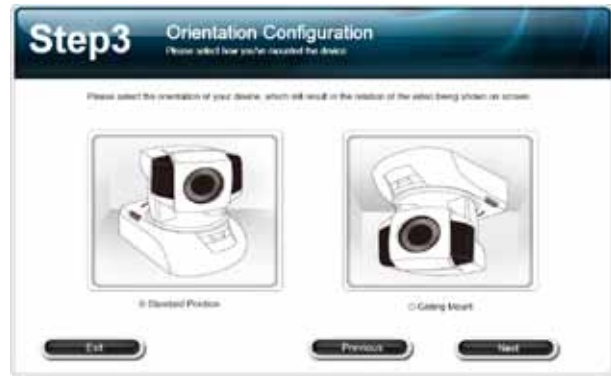 Step3
Orientation Configuration
Please select how you've mounted the device
Please select the orientation of your device, which will result in the rotation of the video being shown on screen.
Standard Position
Ceiling Mount
Exit
Previous
Next